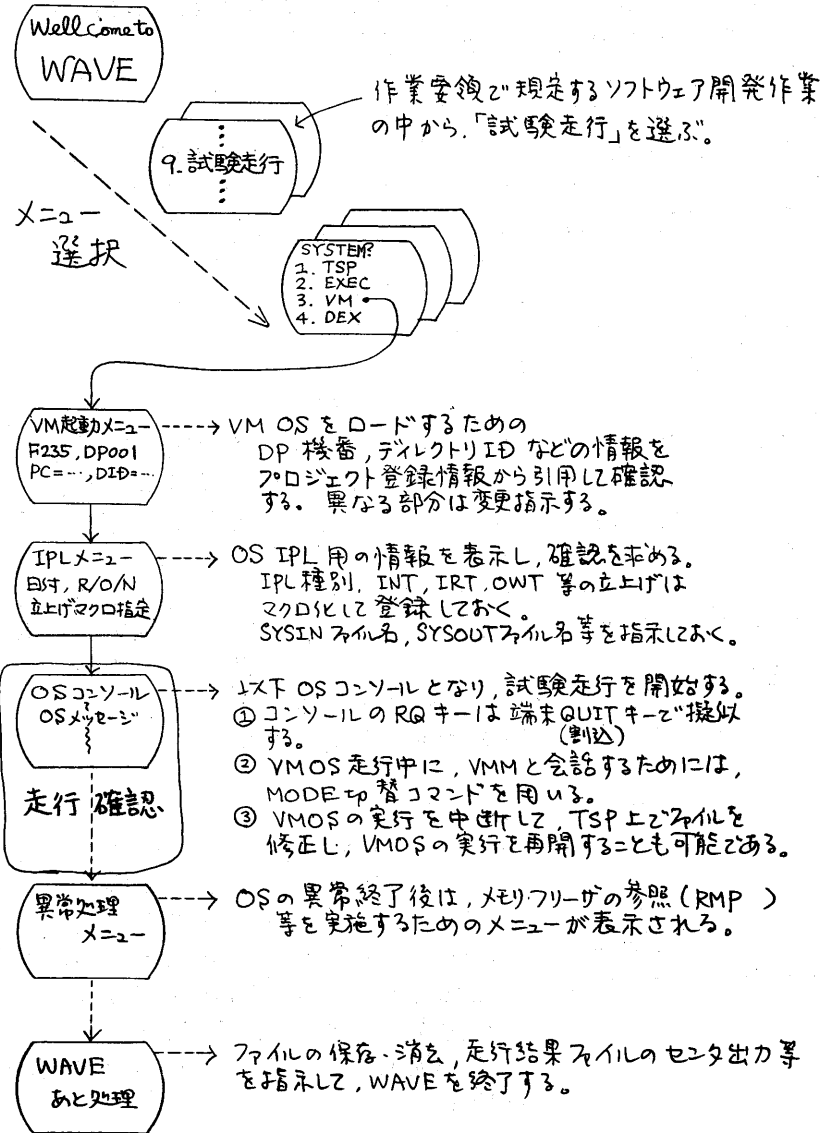 Wellcome to
WAVE
作業要領で規定するソフトウェア開発作業
の中から、「試験走行」を選ぶ。
9. 試験走行
メニュー
選択
SYSTEM?
1. TSP
2. EXEC
3. VM
4. DEX
VM起動メニュー
F235, DP001
PC=…, DID=…
VM OS をロードするための
DP 機番, ディレクトリID などの情報を
プロジェクト登録情報から引用して確認
する。異なる部分は変更指示する。
IPLメニュー
日付, R/O/N
立上げマクロ指定
OS IPL 用の情報を表示し, 確認を求める。
IPL種別, INT, IRT, OWT 等の立上げは
マクロ化して登録しておく。
SYSINファイル名, SYSOUTファイル名等を指示しておく。
OSコンソール
OSメッセージ
走行確認
以下OSコンソールとなり, 試験走行を開始する。
① コンソールのRQキーは端末QUITキーで擬似
する。 (割込)
② VMOS走行中に, VMMと会話するためには,
MODE切替コマンドを用いる。
③ VMOSの実行を中断して, TSP上でファイルを
修正し, VMOSの実行を再開することも可能である。
異常処理
メニュー
OSの異常終了後は, メモリ・フリーザの参照(RMP )
等を実施するためのメニューが表示される。
WAVE
あと処理
ファイルの保存・消去, 走行結果ファイルのセンタ出力等
を指示して, WAVEを終了する。